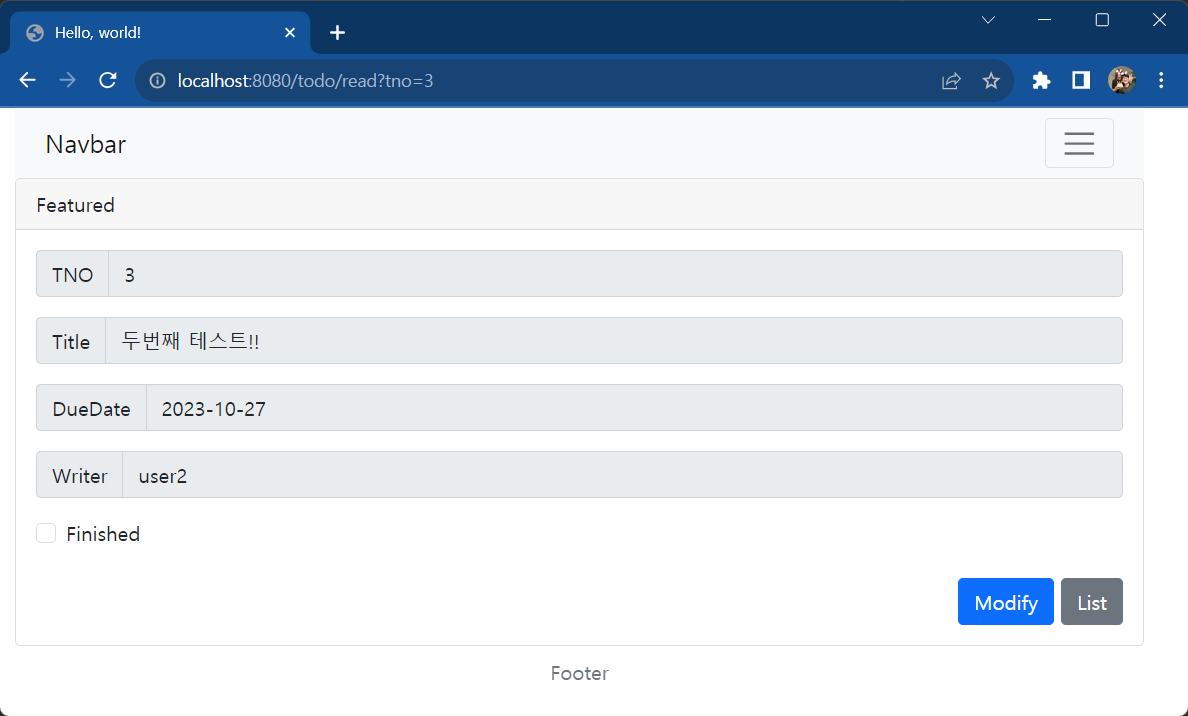 Hello, world!
localhost:8080/todo/read?tno=3
Navbar
Featured
TNO 3
Title 두번째 테스트!!
DueDate 2023-10-27
Writer user2
Finished
Modify List
Footer